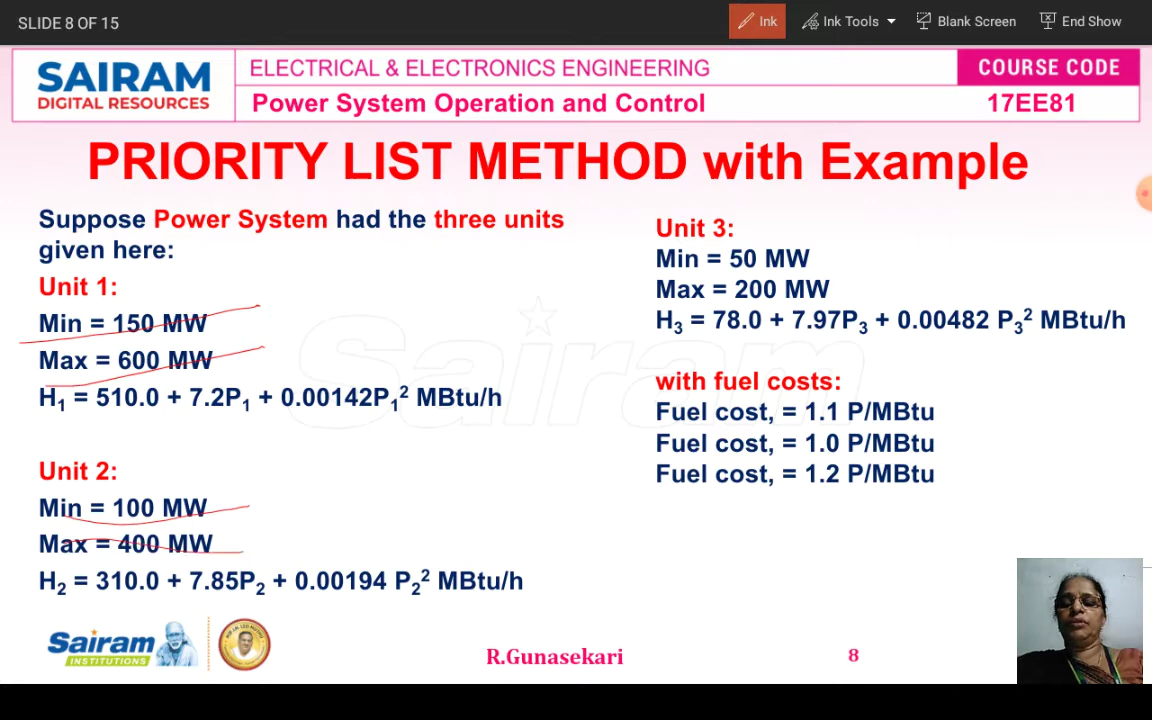 SLIDE 8 OF 15
Ink
Ink Tools
Blank Screen
End Show
SAIRAM
DIGITAL RESOURCES
ELECTRICAL & ELECTRONICS ENGINEERING
COURSE CODE
Power System Operation and Control
17EE81
PRIORITY LIST METHOD with Example
Suppose Power System had the three units
given here:
Unit 1:
Min = 150 MW
Max = 600 MW
H₁ = 510.0 + 7.2P₁ + 0.00142P₁² MBtu/h
Unit 2:
Min = 100 MW
Max = 400 MW
H₂ = 310.0 + 7.85P₂ + 0.00194 P₂² MBtu/h
Unit 3:
Min = 50 MW
Max = 200 MW
H₃ = 78.0 + 7.97P₃ + 0.00482 P₃² MBtu/h
with fuel costs:
Fuel cost, = 1.1 P/MBtu
Fuel cost, = 1.0 P/MBtu
Fuel cost, = 1.2 P/MBtu
Sairam
Sairam
INSTITUTIONS
R.Gunasekari
8